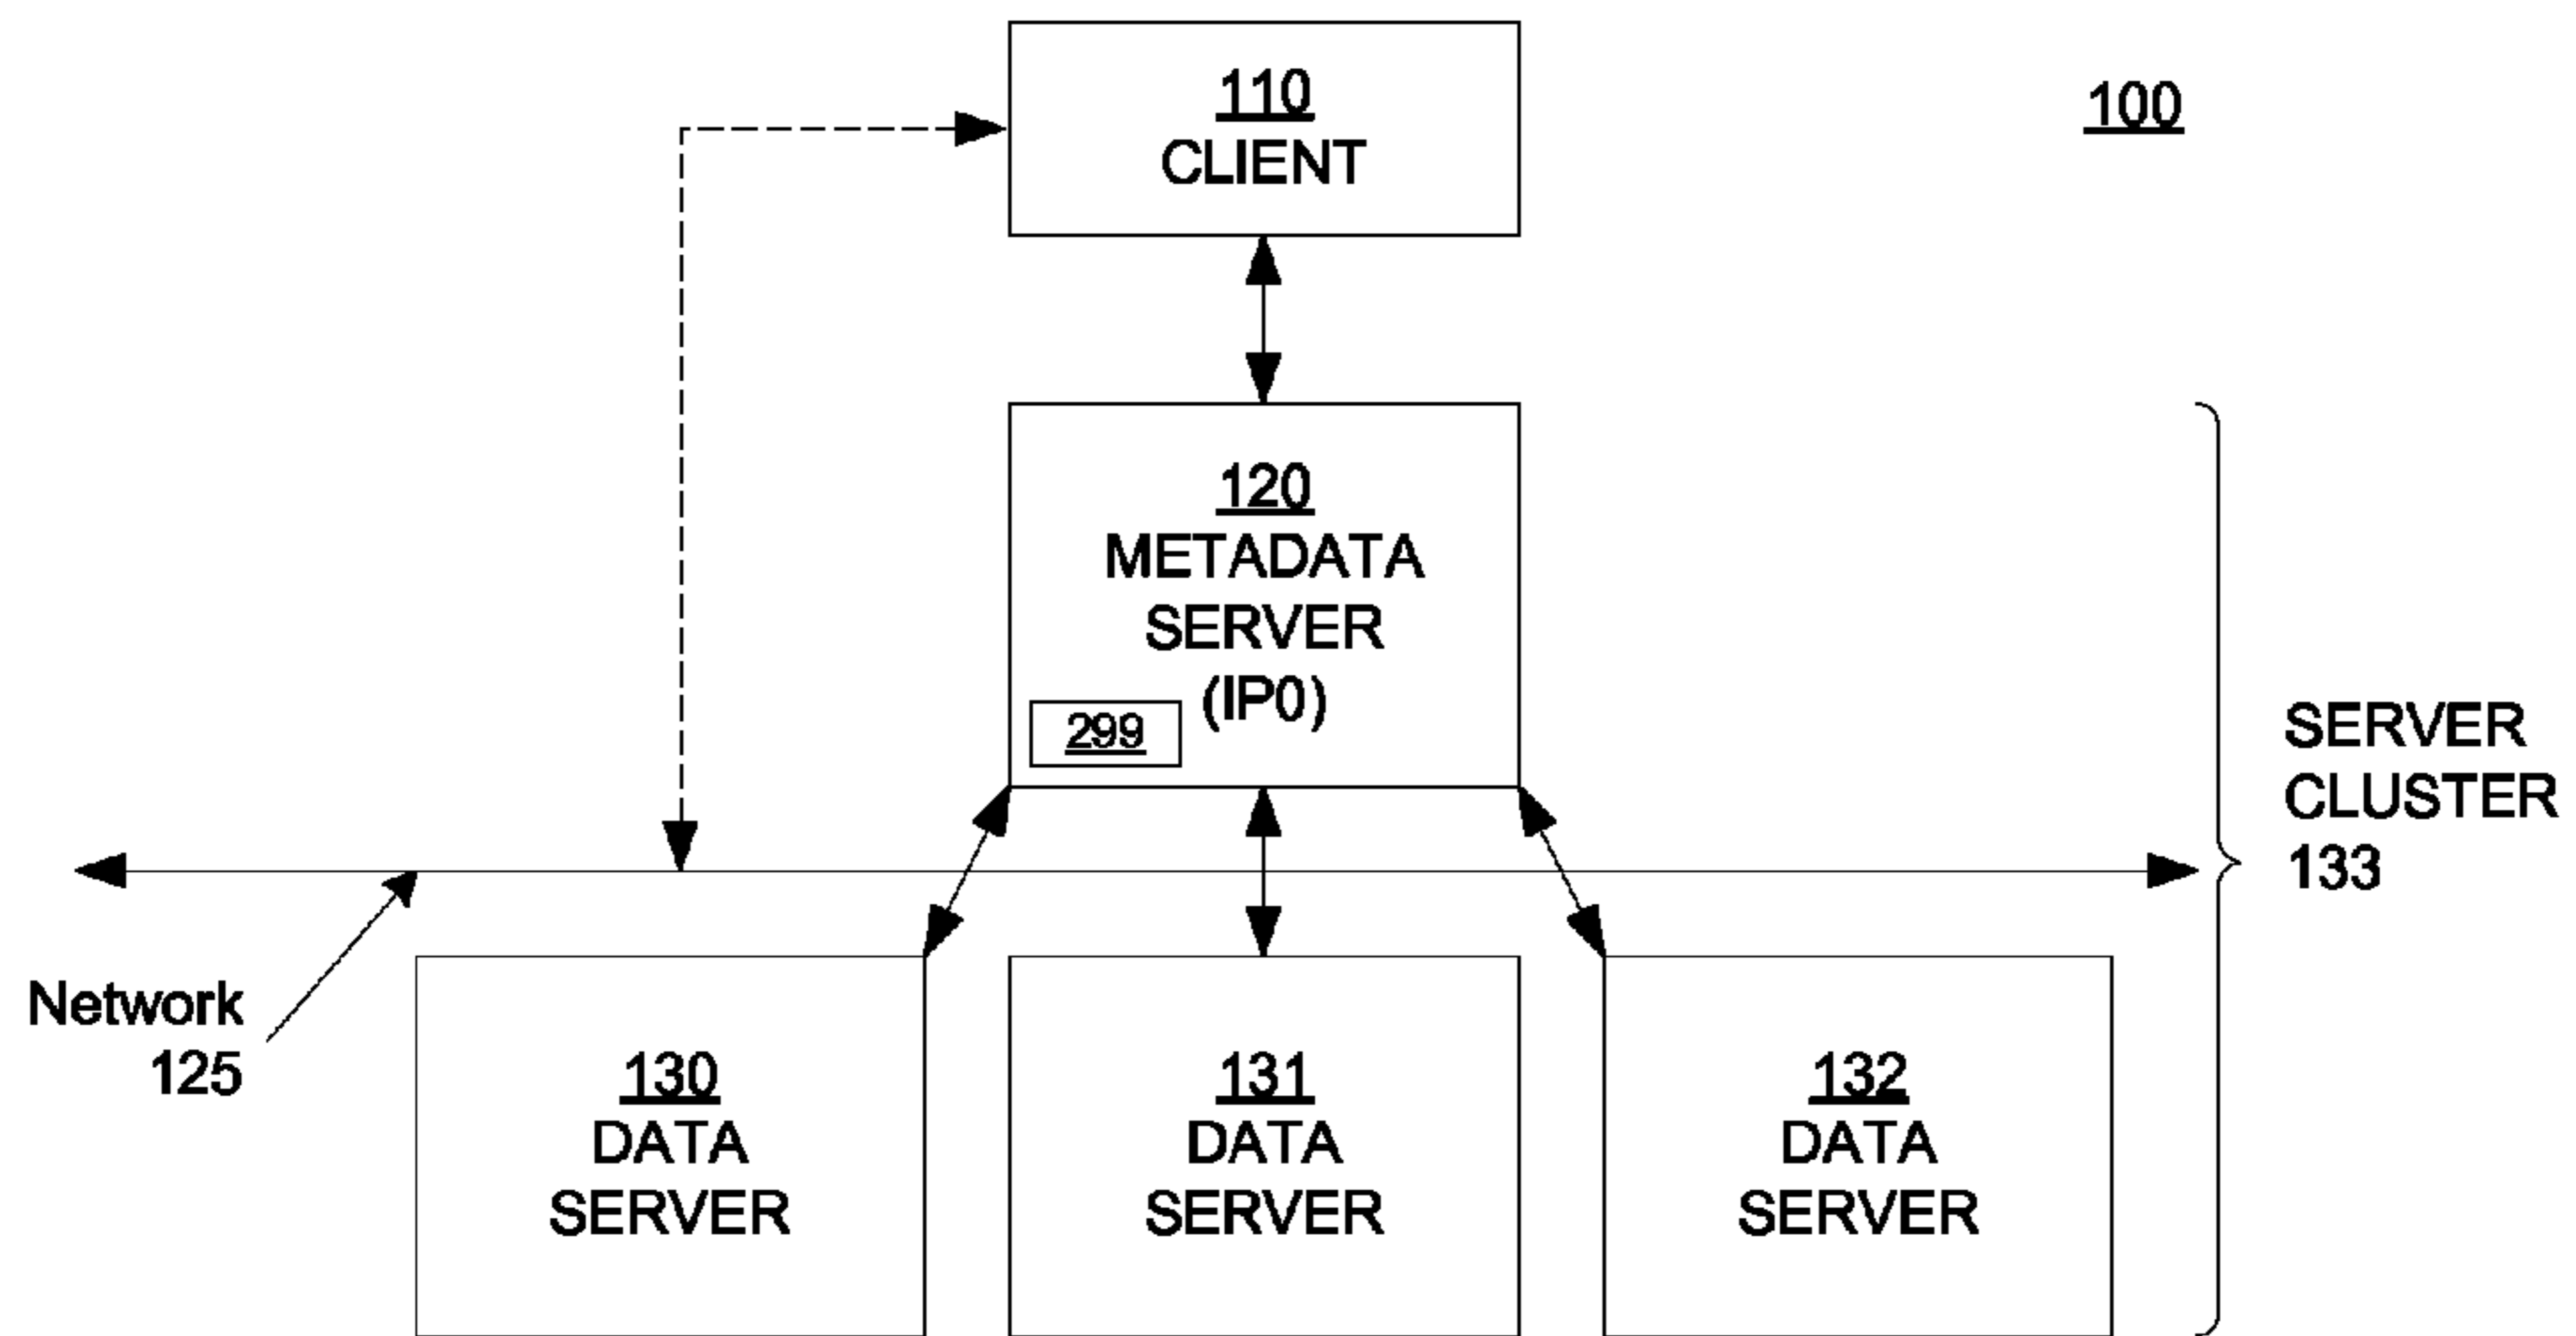 110
CLIENT
100
120
METADATA
SERVER
(IP0)
299
SERVER
CLUSTER
133
Network
125
130
DATA
SERVER
131
DATA
SERVER
132
DATA
SERVER